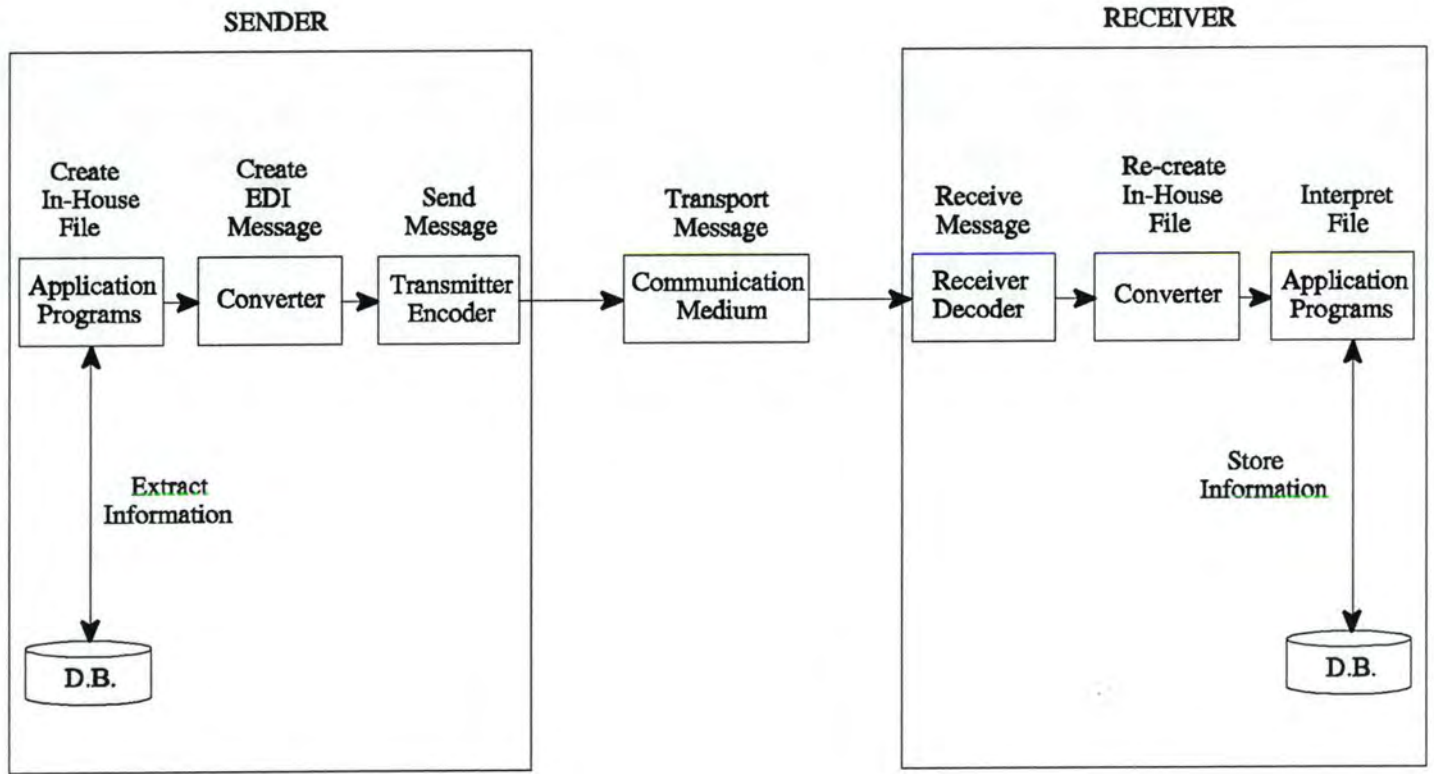 SENDER
RECEIVER
Create
In-House
File
Create
EDI
Message
Send
Message
Transport
Message
Receive
Message
Re-create
In-House
File
Interpret
File
Application
Programs
Converter
Transmitter
Encoder
Communication
Medium
Receiver
Decoder
Converter
Application
Programs
Extract
Information
Store
Information
D.B.
D.B.